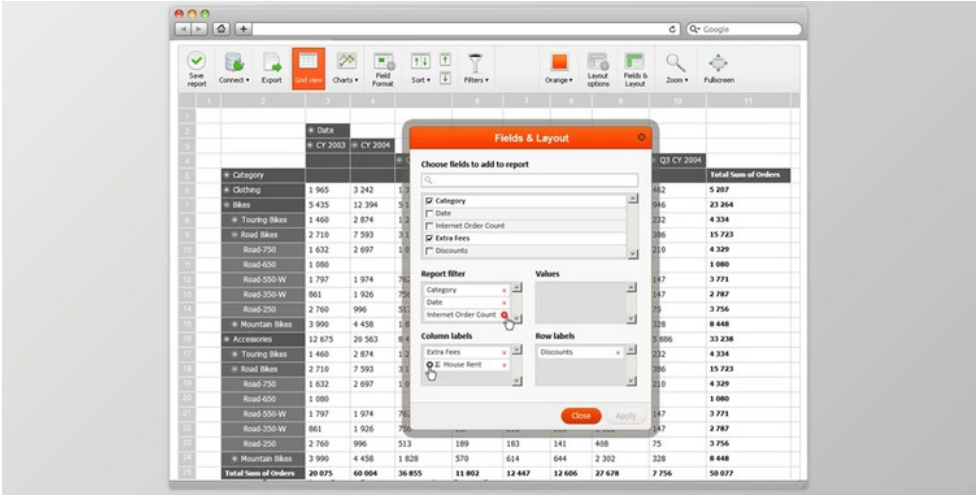 Google
Save report
Connect
Export
Grid view
Charts
Field Format
Sort
Filters
Orange
Layout options
Fields & Layout
Zoom
Fullscreen
1 2 3 4 6 7 8 9 10 11
Date
CY 2003 CY 2004
Q3 CY 2004
Category Total Sum of Orders
Clothing 1 965 3 242 5 207
Bikes 5 435 12 394 23 264
Touring Bikes 1 460 2 874 4 334
Road Bikes 2 710 7 593 15 723
Road-750 1 632 2 697 4 329
Road-650 1 080 1 080
Road-550-W 1 797 1 974 147 3 771
Road-350-W 861 1 926 147 2 787
Road-250 2 760 996 75 3 756
Mountain Bikes 3 990 4 458 328 8 448
Accessories 12 675 20 563 33 238
Touring Bikes 1 460 2 874 4 334
Road Bikes 2 710 7 593 15 723
Road-750 1 632 2 697 4 329
Road-650 1 080 1 080
Road-550-W 1 797 1 974 147 3 771
Road-350-W 861 1 926 147 2 787
Road-250 2 760 996 513 189 183 141 408 75 3 756
Mountain Bikes 3 990 4 458 1 828 570 614 644 2 302 328 8 448
Total Sum of Orders 20 075 60 004 36 855 11 802 12 447 12 606 27 678 7 756 50 077
Fields & Layout
Choose fields to add to report
Category
Date
Internet Order Count
Extra Fees
Discounts
Report filter
Category
Date
Internet Order Count
Values
Column labels
Extra Fees
Σ House Rent
Row labels
Discounts
Close
Apply